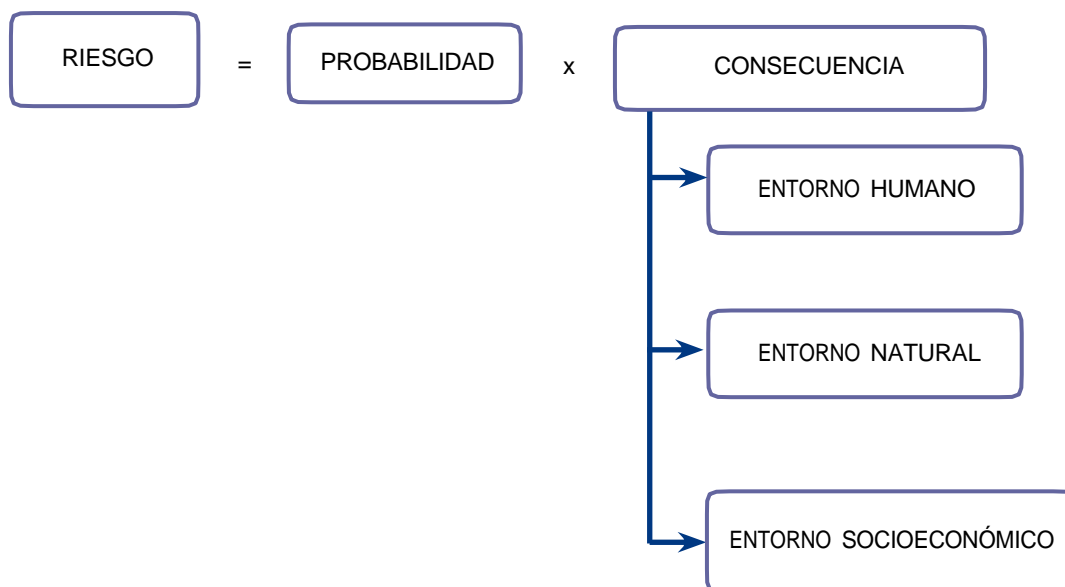 RIESGO = PROBABILIDAD x CONSECUENCIA
ENTORNO HUMANO
ENTORNO NATURAL
ENTORNO SOCIOECONÓMICO